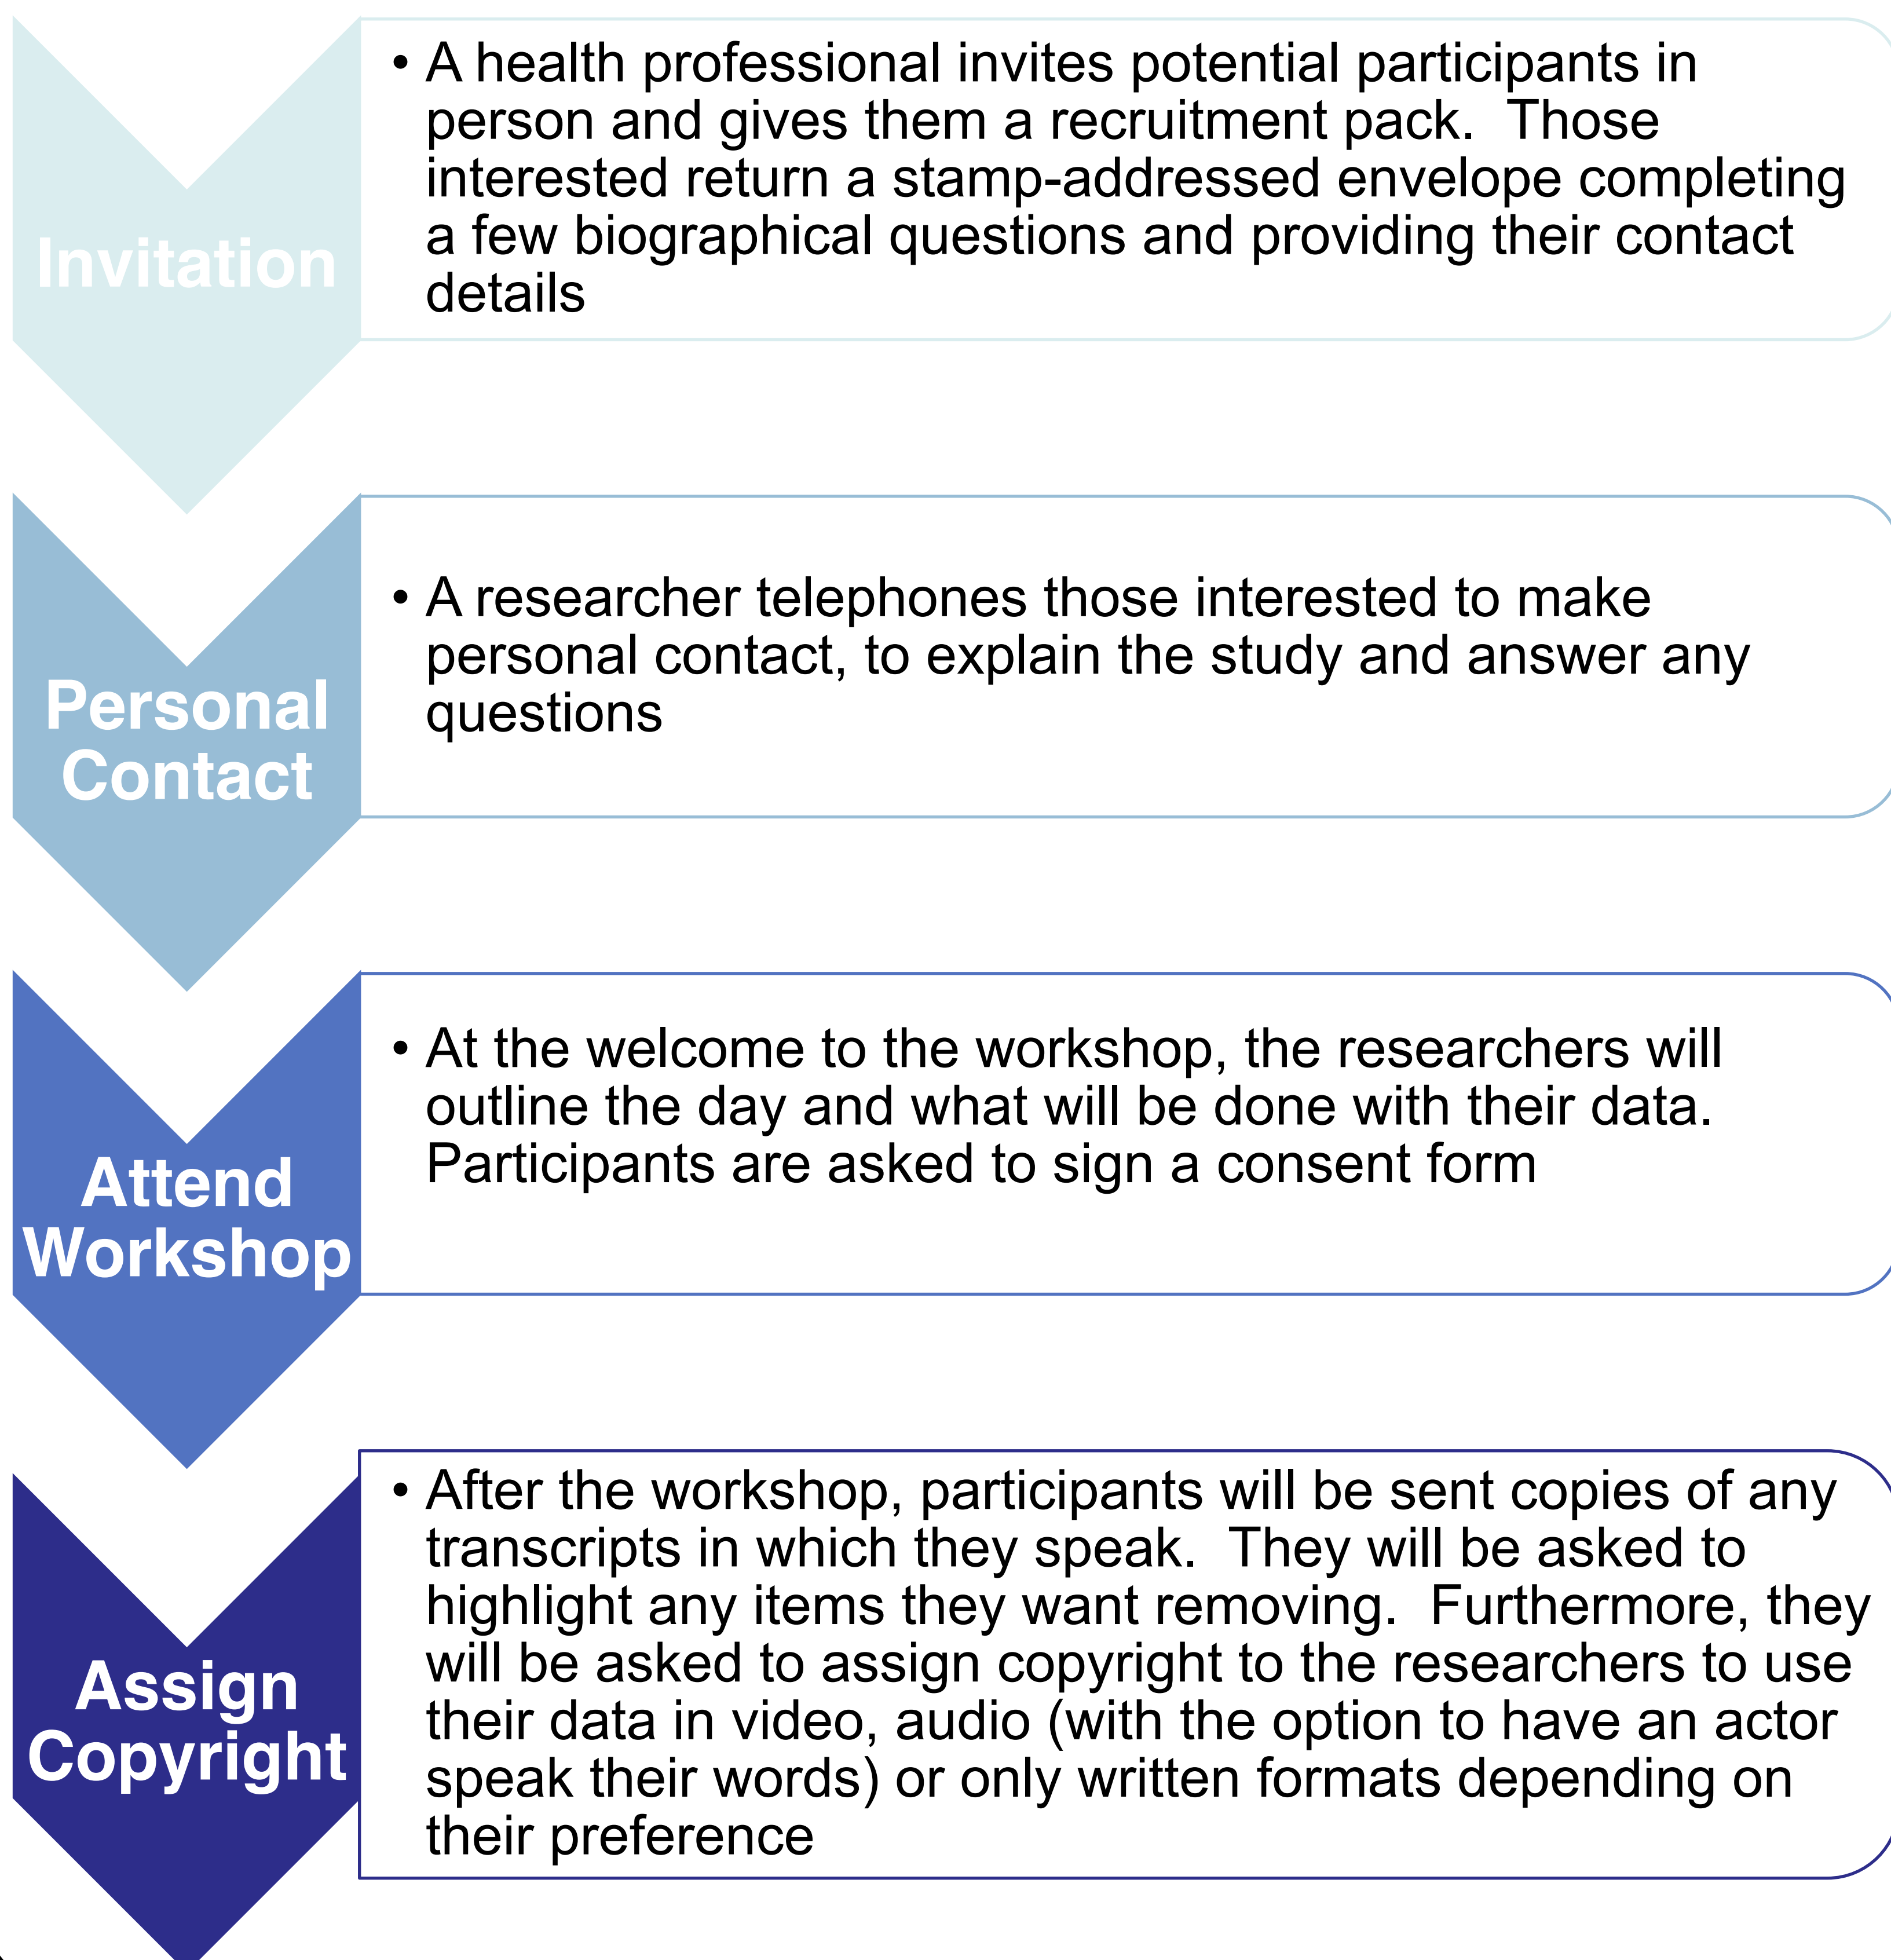 Invitation
• A health professional invites potential participants in
person and gives them a recruitment pack.  Those
interested return a stamp-addressed envelope completing
a few biographical questions and providing their contact
details
Personal
Contact
• A researcher telephones those interested to make
personal contact, to explain the study and answer any
questions
Attend
Workshop
• At the welcome to the workshop, the researchers will
outline the day and what will be done with their data.
Participants are asked to sign a consent form
Assign
Copyright
• After the workshop, participants will be sent copies of any
transcripts in which they speak.  They will be asked to
highlight any items they want removing.  Furthermore, they
will be asked to assign copyright to the researchers to use
their data in video, audio (with the option to have an actor
speak their words) or only written formats depending on
their preference